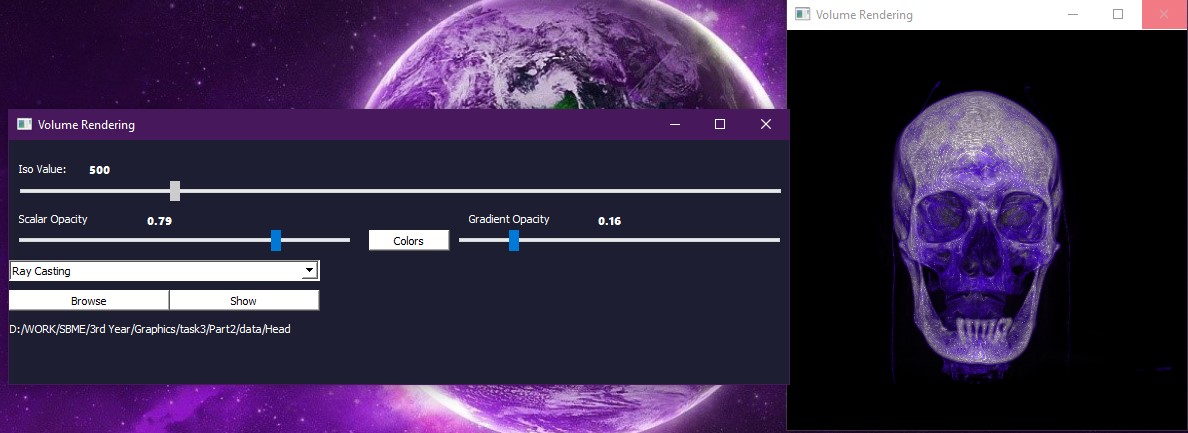 Volume Rendering
Volume Rendering
Iso Value: 500
Scalar Opacity 0.79 Gradient Opacity 0.16
Colors
Ray Casting
Browse Show
D:/WORK/SBME/3rd Year/Graphics/task3/Part2/data/Head